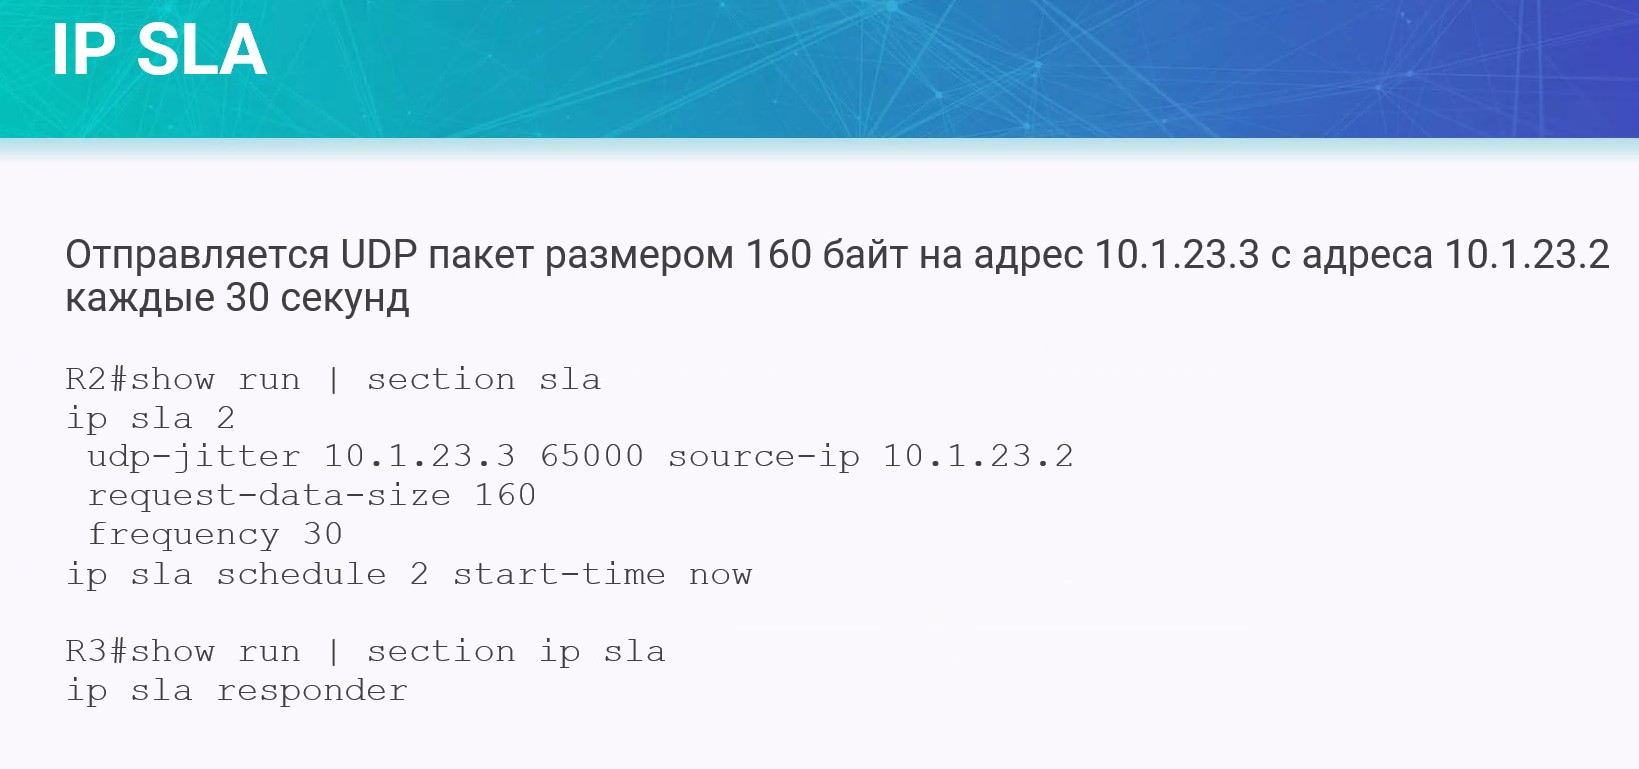 IP SLA
Отправляется UDP пакет размером 160 байт на адрес 10.1.23.3 с адреса 10.1.23.2
каждые 30 секунд
R2#show run | section sla
ip sla 2
 udp-jitter 10.1.23.3 65000 source-ip 10.1.23.2
 request-data-size 160
 frequency 30
ip sla schedule 2 start-time now
R3#show run | section ip sla
ip sla responder